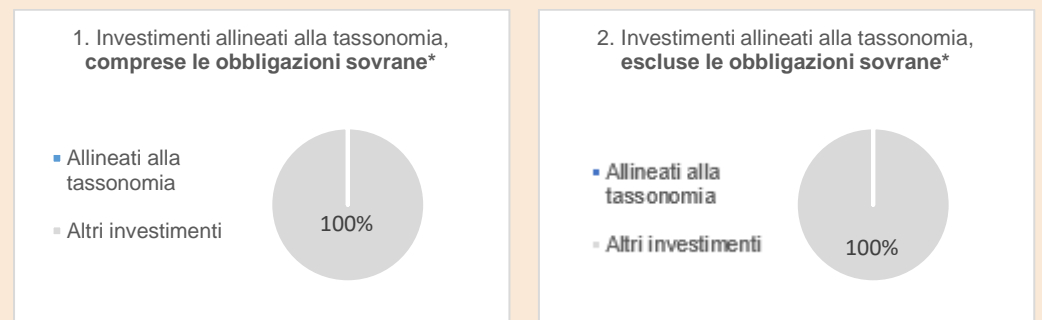 1. Investimenti allineati alla tassonomia,
comprese le obbligazioni sovrane*
Allineati alla
tassonomia
Altri investimenti
100%
2. Investimenti allineati alla tassonomia,
escluse le obbligazioni sovrane*
Allineati alla
tassonomia
Altri investimenti
100%